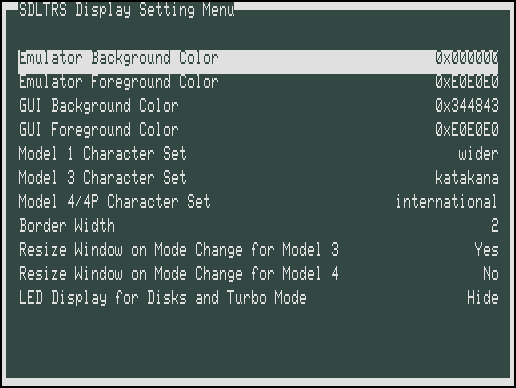 SDLTRS Display Setting Menu
Emulator Background Color 0x000000
Emulator Foreground Color 0xE0E0E0
GUI Background Color 0x344843
GUI Foreground Color 0xE0E0E0
Model 1 Character Set wider
Model 3 Character Set katakana
Model 4/4P Character Set international
Border Width 2
Resize Window on Mode Change for Model 3 Yes
Resize Window on Mode Change for Model 4 No
LED Display for Disks and Turbo Mode Hide